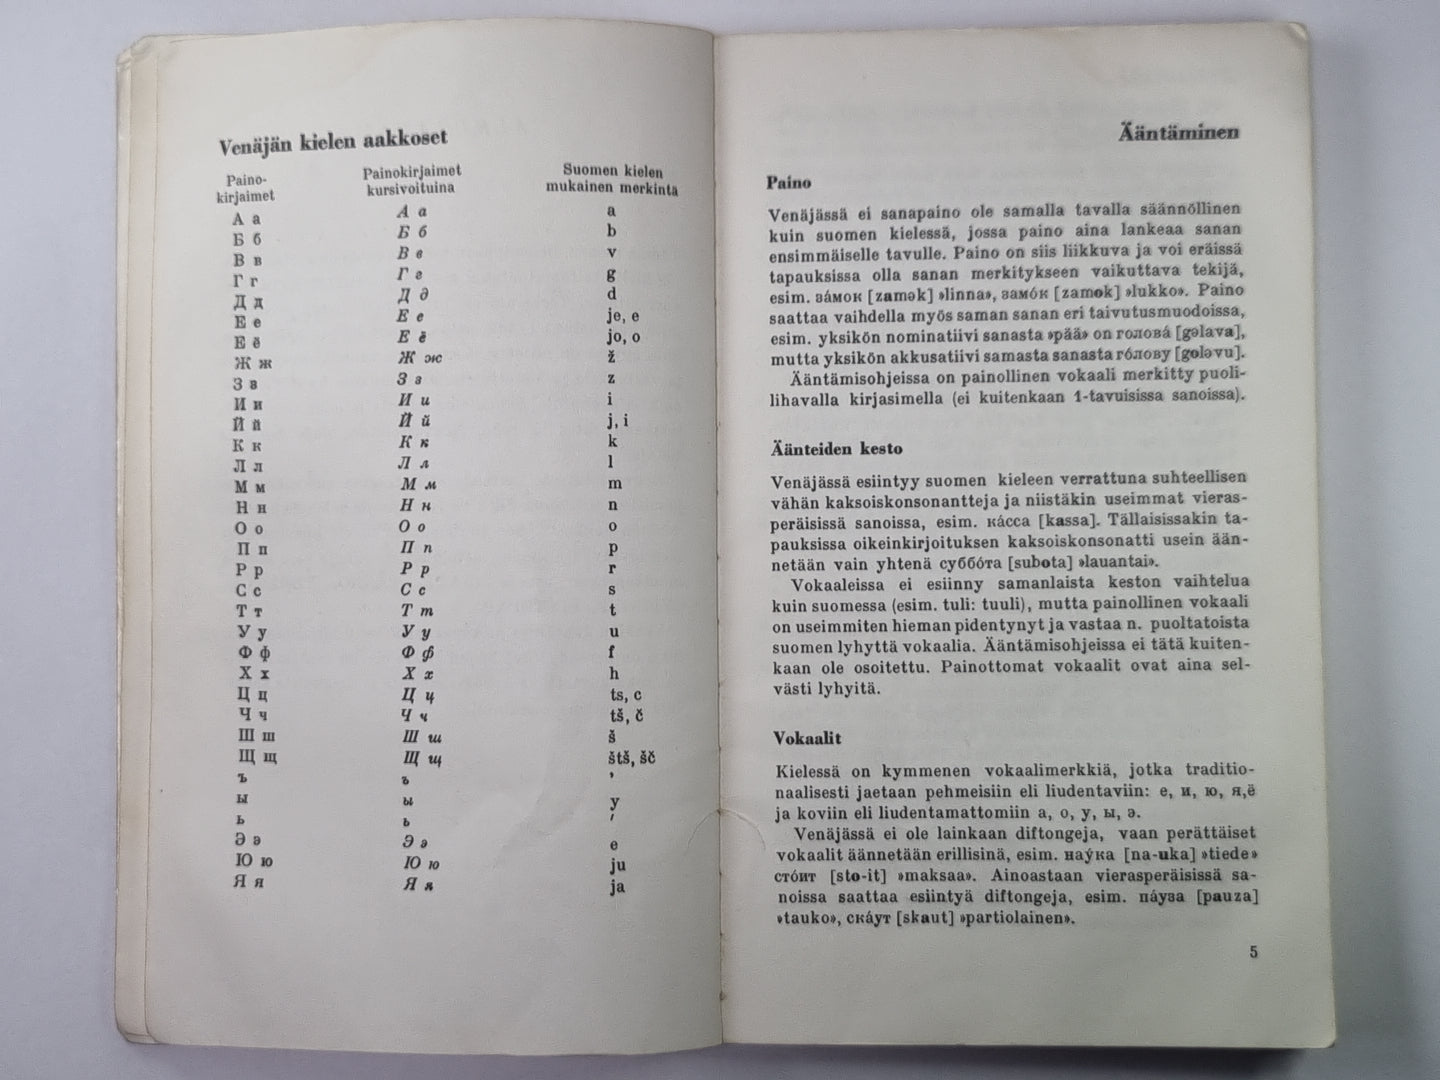 Venäjän kielen aakkoset
Paino-
kirjaimet
Painokirjaimet
kursivoituina
Suomen kielen
mukainen merkintä
А а А а a
Б б Б б b
В в В в v
Г г Г г g
Д д Д д d
Е е Е е je, e
Е ё Е ё jo, o
Ж ж Ж ж ž
З з З з z
И и И и i
Й й Й й j, i
К к К к k
Л л Л л l
М м М м m
Н н Н н n
О о О о o
П п П п p
Р р Р р r
С с С с s
Т т Т т t
У у У у u
Ф ф Ф ф f
Х х Х х h
Ц ц Ц ц ts, c
Ч ч Ч ч tš, č
Ш ш Ш ш š
Щ щ Щ щ štš, šč
ъ ъ ’
ы ы y
ь ь ′
Э э Э э e
Ю ю Ю ю ju
Я я Я я ja
Ääntäminen
Paino
Venäjässä ei sanapaino ole samalla tavalla säännöllinen
kuin suomen kielessä, jossa paino aina lankeaa sanan
ensimmäiselle tavulle. Paino on siis liikkuva ja voi eräissä
tapauksissa olla sanan merkitykseen vaikuttava tekijä,
esim. за́мок [zamək] »linna», замо́к [zamok] »lukko». Paino
saattaa vaihdella myös saman sanan eri taivutusmuodoissa,
esim. yksikön nominatiivi sanasta »pää» on голова́ [gəlava],
mutta yksikön akkusatiivi samasta sanasta го́лову [goləvu].
Ääntämisohjeissa on painollinen vokaali merkitty puoli-
lihavalla kirjasimella (ei kuitenkaan 1-tavuisissa sanoissa).
Äänteiden kesto
Venäjässä esiintyy suomen kieleen verrattuna suhteellisen
vähän kaksoiskonsonantteja ja niistäkin useimmat vieras-
peräisissä sanoissa, esim. ка́сса [kassa]. Tällaisissakin ta-
pauksissa oikeinkirjoituksen kaksoiskonsonatti usein ään-
netään vain yhtenä суббо́та [subota] »lauantai».
Vokaaleissa ei esiinny samanlaista keston vaihtelua
kuin suomessa (esim. tuli: tuuli), mutta painollinen vokaali
on useimmiten hieman pidentynyt ja vastaa n. puoltatoista
suomen lyhyttä vokaalia. Ääntämisohjeissa ei tätä kuiten-
kaan ole osoitettu. Painottomat vokaalit ovat aina sel-
västi lyhyitä.
Vokaalit
Kielessä on kymmenen vokaalimerkkiä, jotka traditio-
naalisesti jaetaan pehmeisiin eli liudentaviin: е, и, ю, я,ё
ja koviin eli liudentamattomiin а, о, у, ы, э.
Venäjässä ei ole lainkaan diftongeja, vaan perättäiset
vokaalit äännetään erillisinä, esim. нау́ка [na-uka] »tiede»
сто́ит [sto-it] »maksaa». Ainoastaan vierasperäisissä sa-
noissa saattaa esiintyä diftongeja, esim. па́уза [pauza]
»tauko», ска́ут [skaut] »partiolainen».
5